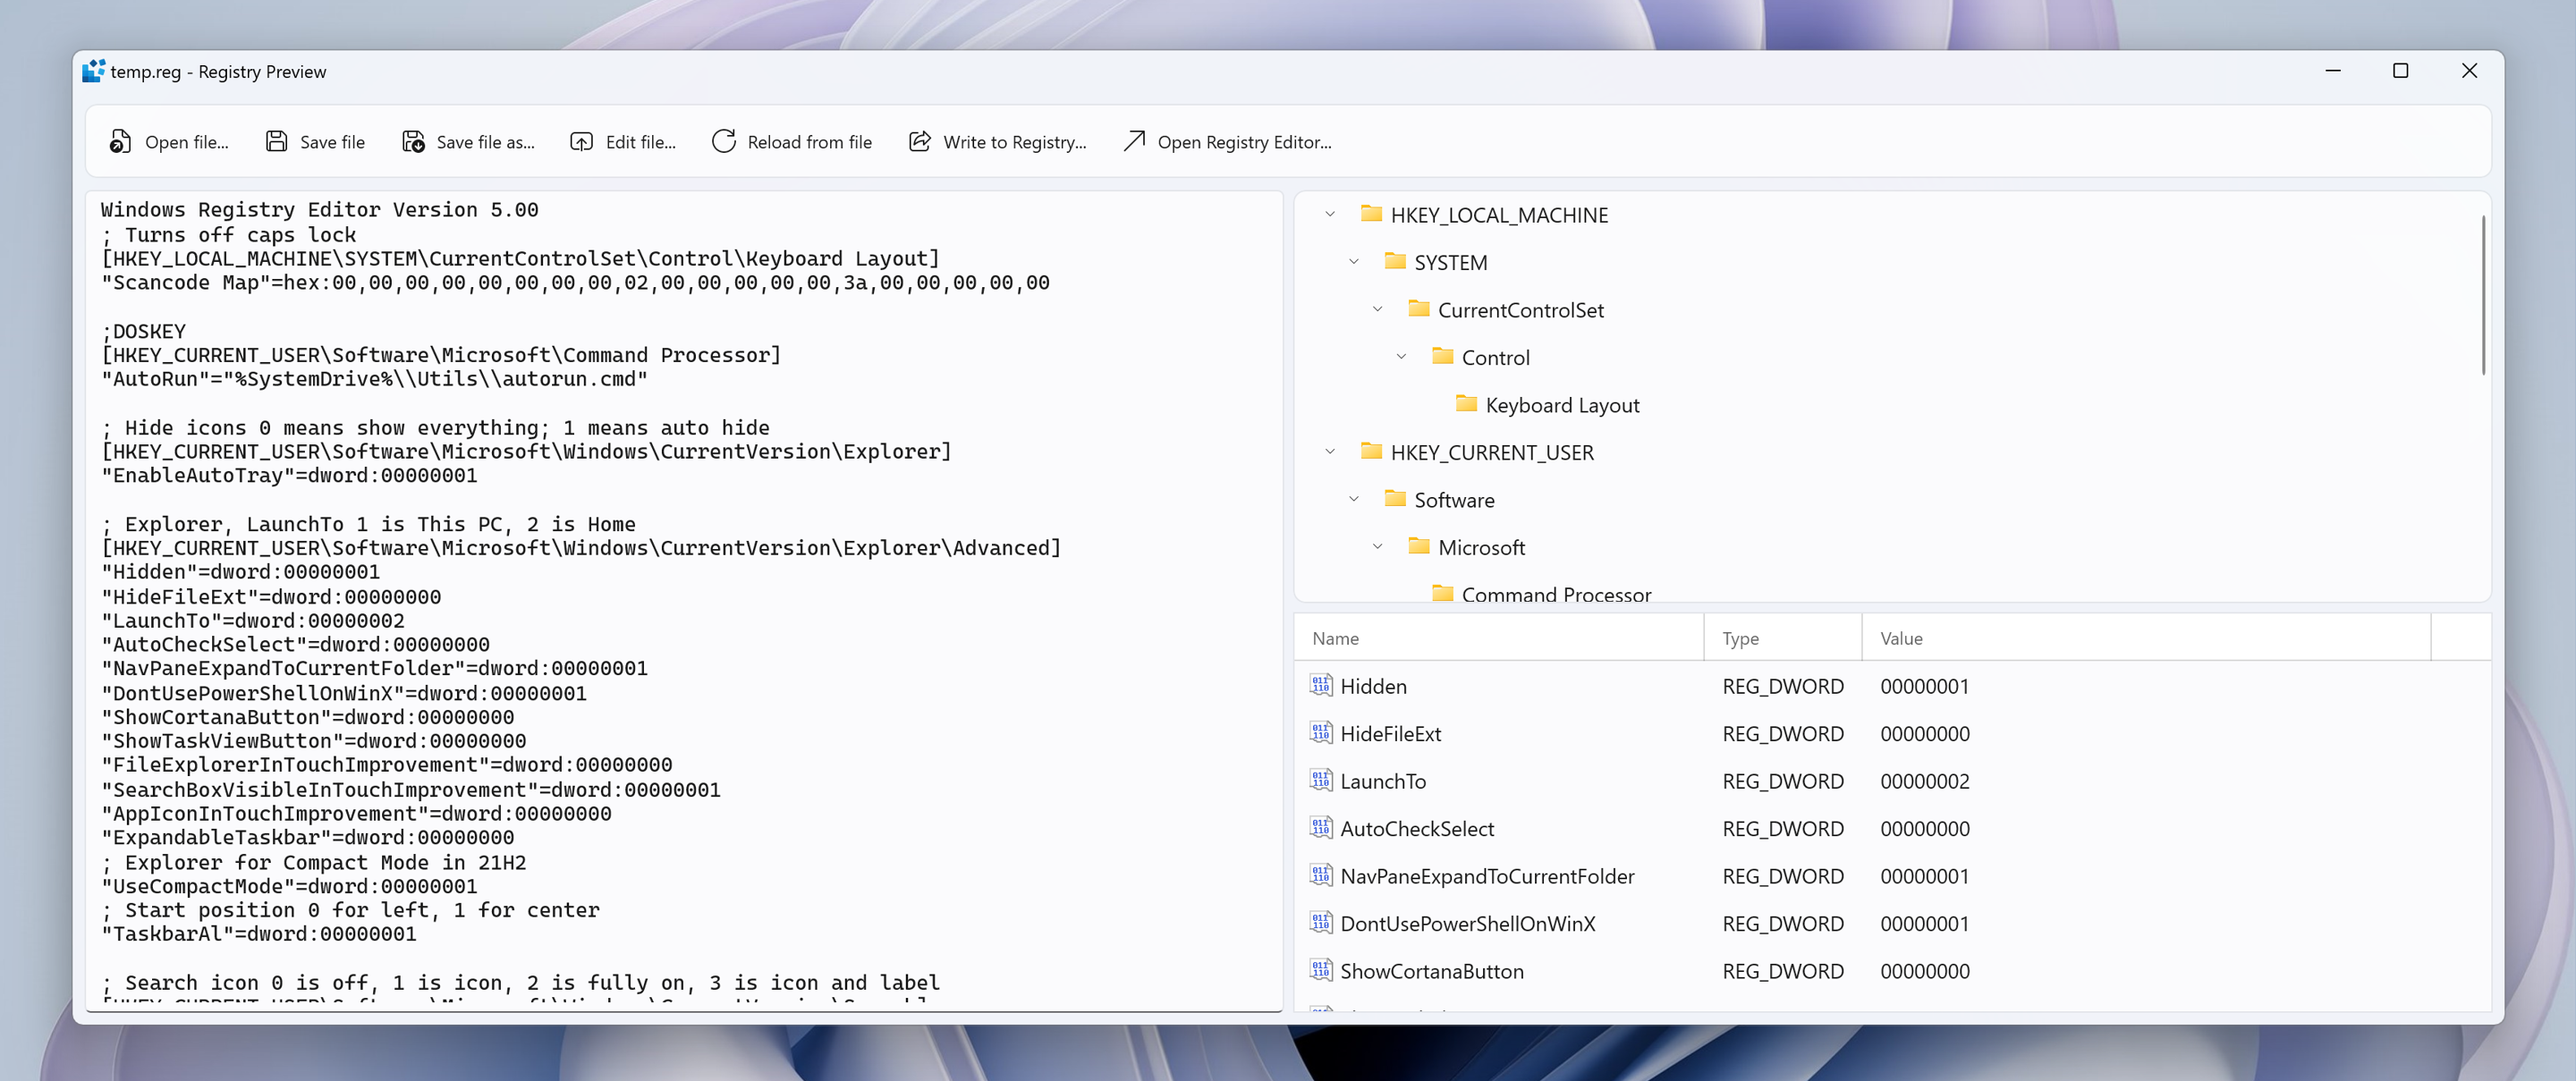 temp.reg - Registry Preview
Open file... Save file Save file as... Edit file... Reload from file Write to Registry... Open Registry Editor...
Windows Registry Editor Version 5.00
; Turns off caps lock
[HKEY_LOCAL_MACHINE\SYSTEM\CurrentControlSet\Control\Keyboard Layout]
"Scancode Map"=hex:00,00,00,00,00,00,00,00,02,00,00,00,00,00,3a,00,00,00,00,00
;DOSKEY
[HKEY_CURRENT_USER\Software\Microsoft\Command Processor]
"AutoRun"="%SystemDrive%\\Utils\\autorun.cmd"
; Hide icons 0 means show everything; 1 means auto hide
[HKEY_CURRENT_USER\Software\Microsoft\Windows\CurrentVersion\Explorer]
"EnableAutoTray"=dword:00000001
; Explorer, LaunchTo 1 is This PC, 2 is Home
[HKEY_CURRENT_USER\Software\Microsoft\Windows\CurrentVersion\Explorer\Advanced]
"Hidden"=dword:00000001
"HideFileExt"=dword:00000000
"LaunchTo"=dword:00000002
"AutoCheckSelect"=dword:00000000
"NavPaneExpandToCurrentFolder"=dword:00000001
"DontUsePowerShellOnWinX"=dword:00000001
"ShowCortanaButton"=dword:00000000
"ShowTaskViewButton"=dword:00000000
"FileExplorerInTouchImprovement"=dword:00000000
"SearchBoxVisibleInTouchImprovement"=dword:00000001
"AppIconInTouchImprovement"=dword:00000000
"ExpandableTaskbar"=dword:00000000
; Explorer for Compact Mode in 21H2
"UseCompactMode"=dword:00000001
; Start position 0 for left, 1 for center
"TaskbarAl"=dword:00000001
; Search icon 0 is off, 1 is icon, 2 is fully on, 3 is icon and label
HKEY_LOCAL_MACHINE
SYSTEM
CurrentControlSet
Control
Keyboard Layout
HKEY_CURRENT_USER
Software
Microsoft
Command Processor
Name Type Value
Hidden REG_DWORD 00000001
HideFileExt REG_DWORD 00000000
LaunchTo REG_DWORD 00000002
AutoCheckSelect REG_DWORD 00000000
NavPaneExpandToCurrentFolder REG_DWORD 00000001
DontUsePowerShellOnWinX REG_DWORD 00000001
ShowCortanaButton REG_DWORD 00000000